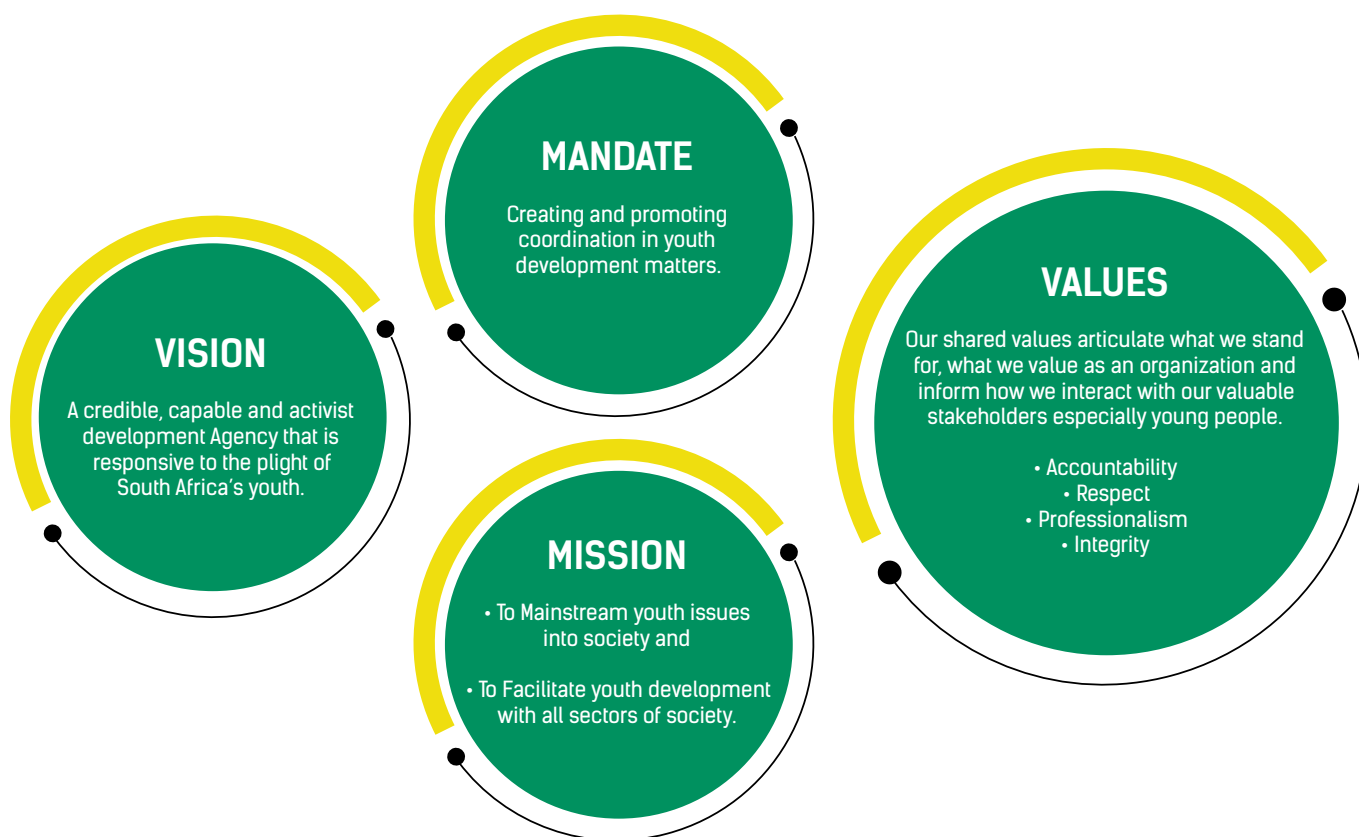 VISION
A credible, capable and activist
development Agency that is
responsive to the plight of
South Africa's youth.
MANDATE
Creating and promoting
coordination in youth
development matters.
MISSION
• To Mainstream youth issues
into society and
• To Facilitate youth development
with all sectors of society.
VALUES
Our shared values articulate what we stand
for, what we value as an organization and
inform how we interact with our valuable
stakeholders especially young people.
• Accountability
• Respect
• Professionalism
• Integrity